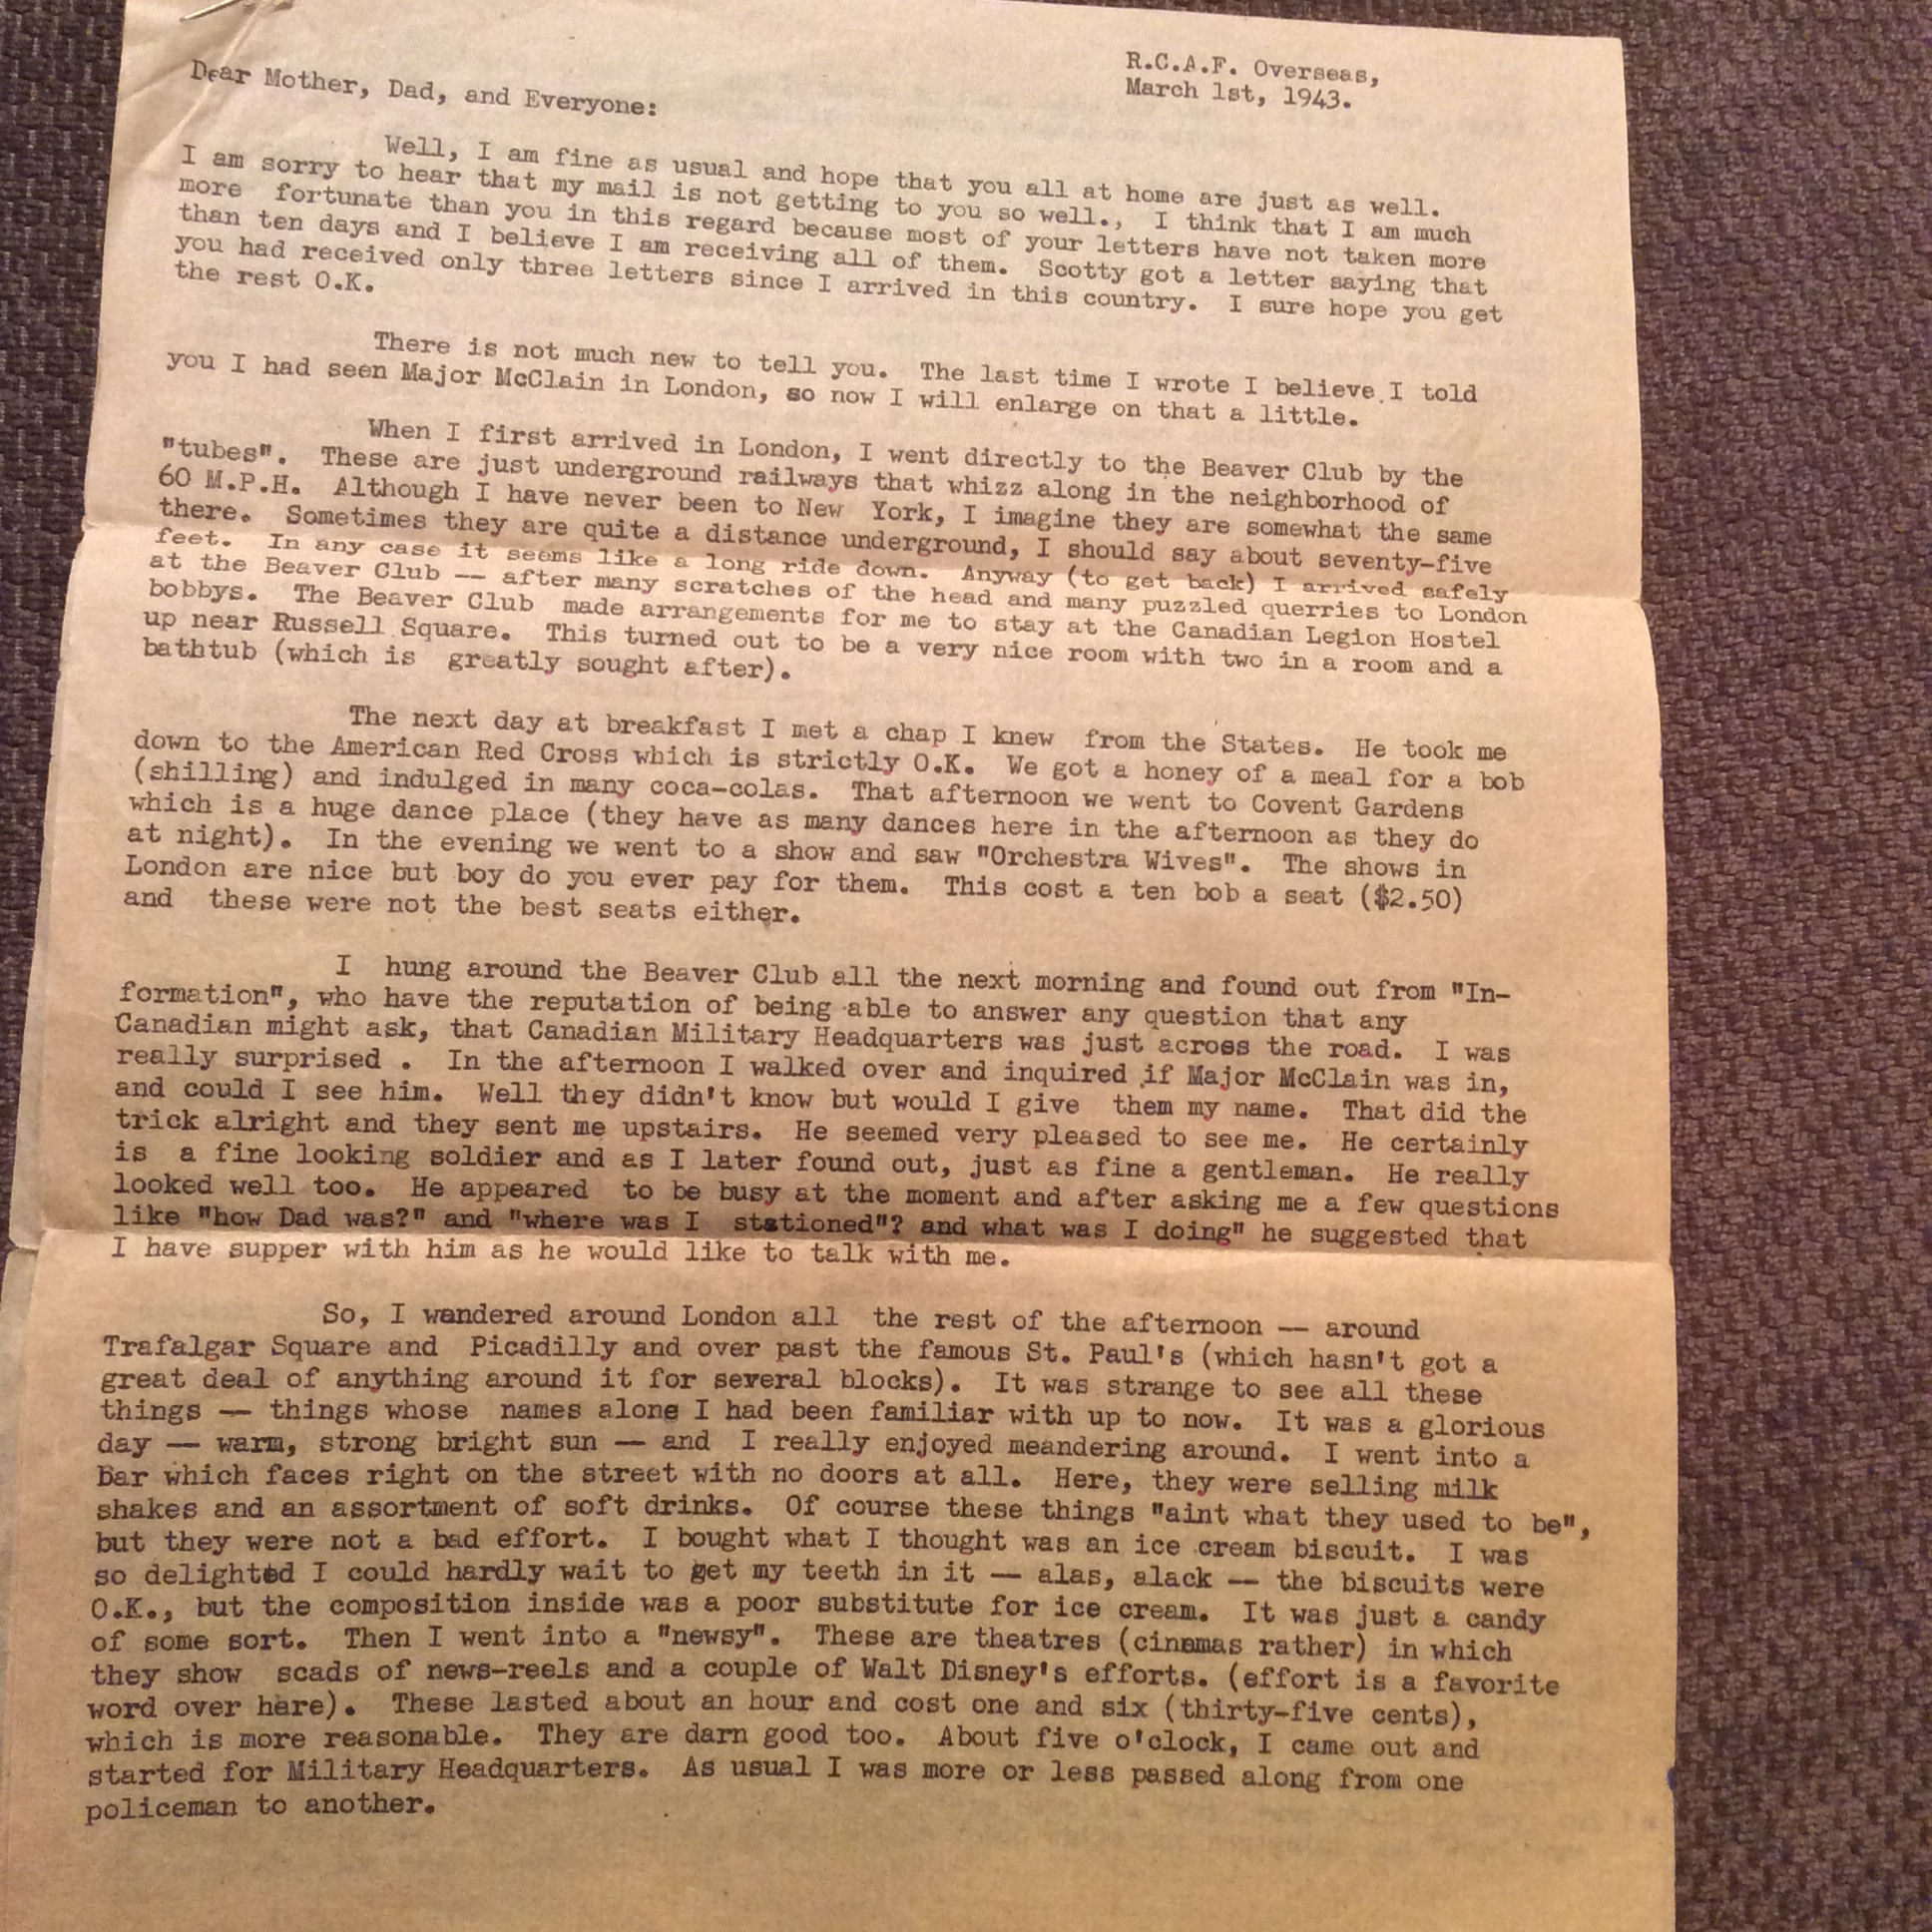 R.C.A.F. Overseas,
March 1st, 1943.
Dear Mother, Dad, and Everyone:
Well, I am fine as usual and hope that you all at home are just as well.
I am sorry to hear that my mail is not getting to you so well., I think that I am much
more fortunate than you in this regard because most of your letters have not taken more
than ten days and I believe I am receiving all of them. Scotty got a letter saying that
you had received only three letters since I arrived in this country. I sure hope you get
the rest O.K.
There is not much new to tell you. The last time I wrote I believe I told
you I had seen Major McClain in London, so now I will enlarge on that a little.
When I first arrived in London, I went directly to the Beaver Club by the
"tubes". These are just underground railways that whizz along in the neighborhood of
60 M.P.H. Although I have never been to New York, I imagine they are somewhat the same
there. Sometimes they are quite a distance underground, I should say about seventy-five
feet. In any case it seems like a long ride down. Anyway (to get back) I arrived safely
at the Beaver Club -- after many scratches of the head and many puzzled querries to London
bobbys. The Beaver Club made arrangements for me to stay at the Canadian Legion Hostel
up near Russell Square. This turned out to be a very nice room with two in a room and a
bathtub (which is greatly sought after).
The next day at breakfast I met a chap I knew from the States. He took me
down to the American Red Cross which is strictly O.K. We got a honey of a meal for a bob
(shilling) and indulged in many coca-colas. That afternoon we went to Covent Gardens
which is a huge dance place (they have as many dances here in the afternoon as they do
at night). In the evening we went to a show and saw "Orchestra Wives". The shows in
London are nice but boy do you ever pay for them. This cost a ten bob a seat ($2.50)
and these were not the best seats either.
I hung around the Beaver Club all the next morning and found out from "In-
formation", who have the reputation of being able to answer any question that any
Canadian might ask, that Canadian Military Headquarters was just across the road. I was
really surprised . In the afternoon I walked over and inquired if Major McClain was in,
and could I see him. Well they didn't know but would I give them my name. That did the
trick alright and they sent me upstairs. He seemed very pleased to see me. He certainly
is a fine looking soldier and as I later found out, just as fine a gentleman. He really
looked well too. He appeared to be busy at the moment and after asking me a few questions
like "how Dad was?" and "where was I stationed"? and what was I doing" he suggested that
I have supper with him as he would like to talk with me.
So, I wandered around London all the rest of the afternoon -- around
Trafalgar Square and Picadilly and over past the famous St. Paul's (which hasn't got a
great deal of anything around it for several blocks). It was strange to see all these
things -- things whose names alone I had been familiar with up to now. It was a glorious
day -- warm, strong bright sun -- and I really enjoyed meandering around. I went into a
Bar which faces right on the street with no doors at all. Here, they were selling milk
shakes and an assortment of soft drinks. Of course these things "aint what they used to be",
but they were not a bad effort. I bought what I thought was an ice cream biscuit. I was
so delighted I could hardly wait to get my teeth in it -- alas, alack -- the biscuits were
O.K., but the composition inside was a poor substitute for ice cream. It was just a candy
of some sort. Then I went into a "newsy". These are theatres (cinemas rather) in which
they show scads of news-reels and a couple of Walt Disney's efforts. (effort is a favorite
word over here). These lasted about an hour and cost one and six (thirty-five cents),
which is more reasonable. They are darn good too. About five o'clock, I came out and
started for Military Headquarters. As usual I was more or less passed along from one
policeman to another.